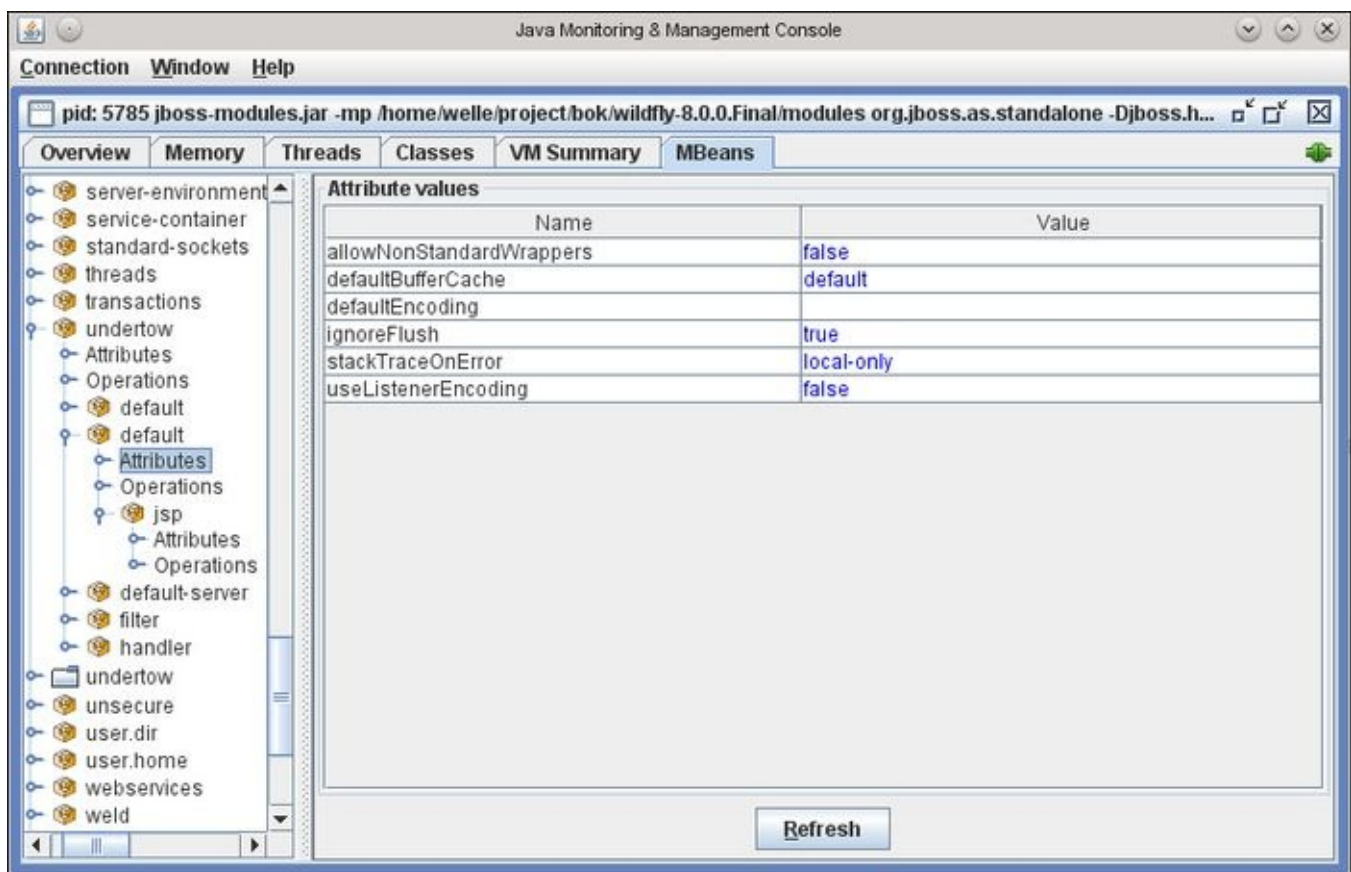 Java Monitoring & Management Console
Connection Window Help
pid: 5785 jboss-modules.jar -mp /home/welle/project/bok/wildfly-8.0.0.Final/modules org.jboss.as.standalone -Djboss.h...
Overview Memory Threads Classes VM Summary MBeans
server-environment
service-container
standard-sockets
threads
transactions
undertow
Attributes
Operations
default
default
Attributes
Operations
jsp
Attributes
Operations
default-server
filter
handler
undertow
unsecure
user.dir
user.home
webservices
weld
Attribute values
Name Value
allowNonStandardWrappers false
defaultBufferCache default
defaultEncoding
ignoreFlush true
stackTraceOnError local-only
useListenerEncoding false
Refresh